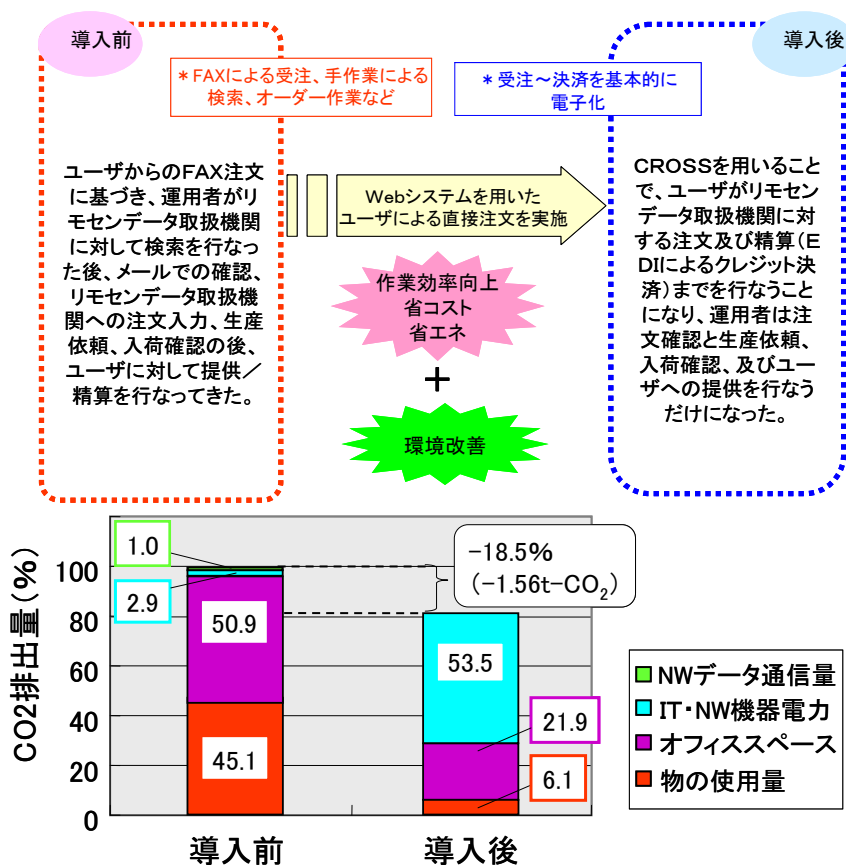 導入前
導入後
*FAXによる受注、手作業による
検索、オーダー作業など
*受注~決済を基本的に
電子化
ユーザからのFAX注文
に基づき、運用者がリ
モセンデータ取扱機関
に対して検索を行なっ
た後、メールでの確認、
リモセンデータ取扱機
関への注文入力、生産
依頼、入荷確認の後、
ユーザに対して提供/
精算を行なってきた。
Webシステムを用いた
ユーザによる直接注文を実施
作業効率向上
省コスト
省エネ
+
環境改善
CROSSを用いること
で、ユーザがリモセン
データ取扱機関に対
する注文及び精算(E
DIによるクレジット決
済)までを行なうこと
になり、運用者は注
文確認と生産依頼、
入荷確認、及びユー
ザへの提供を行なう
だけになった。
CO2排出量(%)
100
80
60
40
20
0
1.0
2.9
50.9
45.1
-18.5%
(-1.56t-CO₂)
53.5
21.9
6.1
導入前
導入後
NWデータ通信量
IT・NW機器電力
オフィススペース
物の使用量